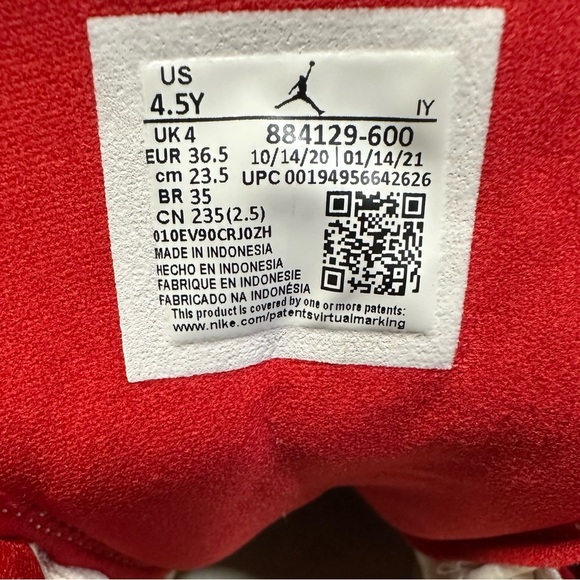 US
4.5Y
IY
UK 4
884129-600
EUR 36.5
10/14/20 | 01/14/21
cm 23.5
UPC 00194956642626
BR 35
CN 235(2.5)
010EV90CRJ0ZH
MADE IN INDONESIA
HECHO EN INDONESIA
FABRIQUE EN INDONESIE
FABRICADO NA INDONÉSIA
This product is covered by one or more patents:
www.nike.com/patentsvirtualmarking